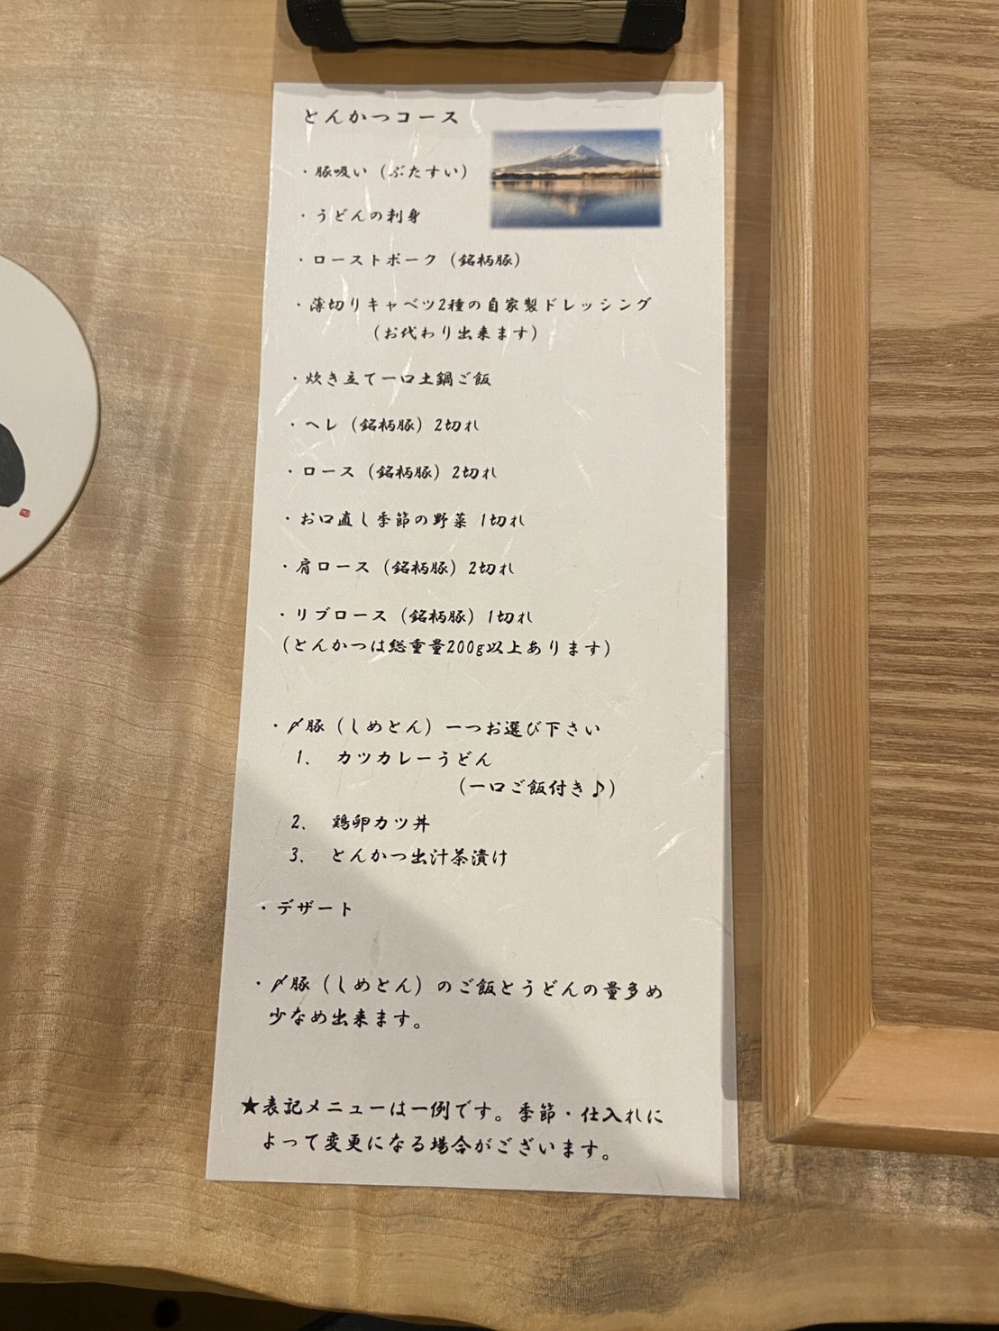 とんかつコース
・豚吸い（ぶたすい）
・うどんの刺身
・ローストポーク（銘柄豚）
・薄切りキャベツ2種の自家製ドレッシング
（お代わり出来ます）
・炊き立て一口土鍋ご飯
・ヘレ（銘柄豚）2切れ
・ロース（銘柄豚）2切れ
・お口直し季節の野菜 1切れ
・肩ロース（銘柄豚）2切れ
・リブロース（銘柄豚）1切れ
（とんかつは総重量200g以上あります）
・〆豚（しめとん）一つお選び下さい
1. カツカレーうどん
（一口ご飯付き♪）
2. 鶏卵カツ丼
3. とんかつ出汁茶漬け
・デザート
・〆豚（しめとん）のご飯とうどんの量多め
少なめ出来ます。
★表記メニューは一例です。季節・仕入れに
よって変更になる場合がございます。